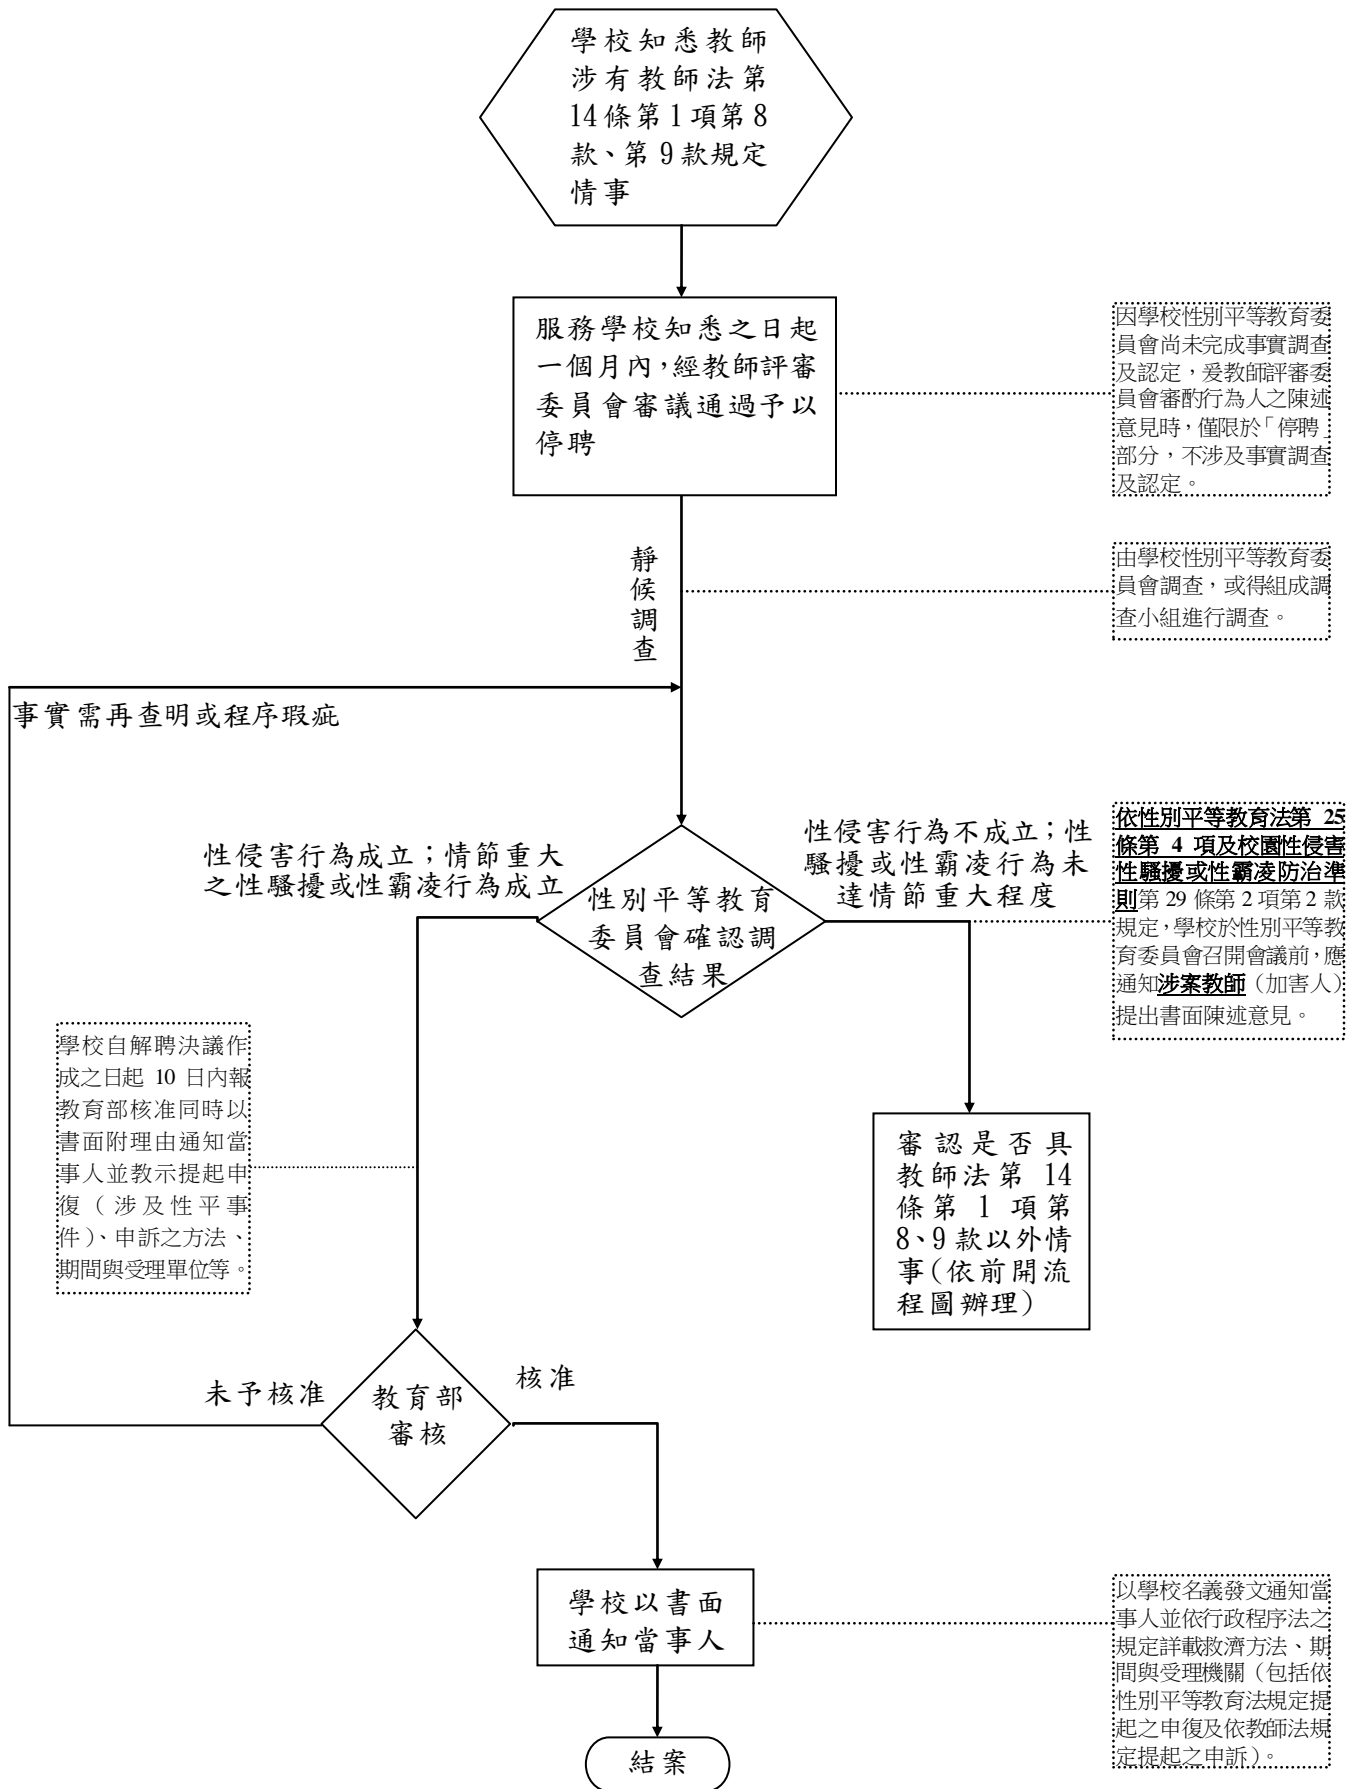 學校知悉教師
涉有教師法第
14條第1項第8
款、第9款規定
情事
服務學校知悉之日起
一個月內，經教師評審
委員會審議通過予以
停聘
因學校性別平等教育委
員會尚未完成事實調查
及認定，爰教師評審委
員會審酌行為人之陳述
意見時，僅限於「停聘」
部分，不涉及事實調查
及認定。
靜
候
調
查
由學校性別平等教育委
員會調查，或得組成調
查小組進行調查。
事實需再查明或程序瑕疵
性侵害行為成立；情節重大
之性騷擾或性霸凌行為成立
性別平等教育
委員會確認調
查結果
性侵害行為不成立；性
騷擾或性霸凌行為未
達情節重大程度
依性別平等教育法第 25
條第 4 項及校園性侵害
性騷擾或性霸凌防治準
則第 29 條第 2 項第 2 款
規定，學校於性別平等教
育委員會召開會議前，應
通知涉案教師（加害人）
提出書面陳述意見。
學校自解聘決議作
成之日起 10 日內報
教育部核准同時以
書面附理由通知當
事人並教示提起申
復（涉及性平事
件）、申訴之方法、
期間與受理單位等。
審認是否具
教師法第 14
條第 1 項第
8、9款以外情
事(依前開流
程圖辦理)
未予核准
教育部
審核
核准
學校以書面
通知當事人
以學校名義發文通知當
事人並依行政程序法之
規定詳載救濟方法、期
間與受理機關（包括依
性別平等教育法規定提
起之申復及依教師法規
定提起之申訴）。
結案